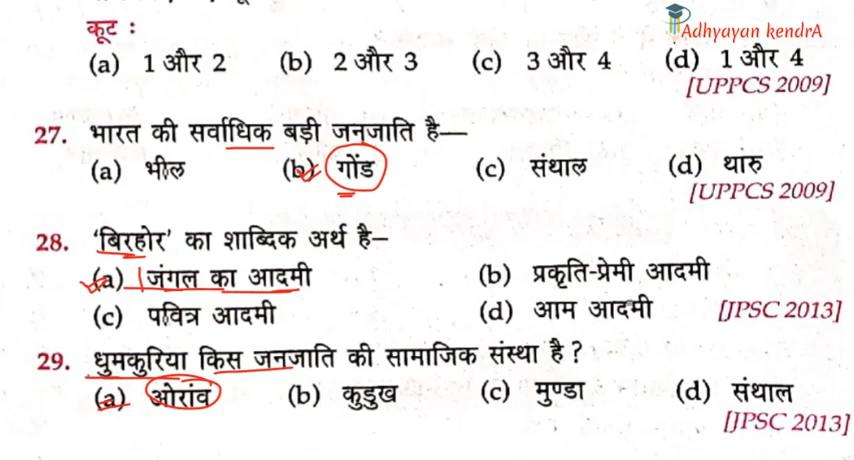 Adhyayan kendrA
कूट :
(a) 1 और 2 (b) 2 और 3 (c) 3 और 4 (d) 1 और 4
[UPPCS 2009]
27. भारत की सर्वाधिक बड़ी जनजाति है—
(a) भील (b) गोंड (c) संथाल (d) थारु
[UPPCS 2009]
28. 'बिरहोर' का शाब्दिक अर्थ है–
(a) जंगल का आदमी (b) प्रकृति-प्रेमी आदमी
(c) पवित्र आदमी (d) आम आदमी [JPSC 2013]
29. धुमकुरिया किस जनजाति की सामाजिक संस्था है ?
(a) ओरांव (b) कुडुख (c) मुण्डा (d) संथाल
[JPSC 2013]